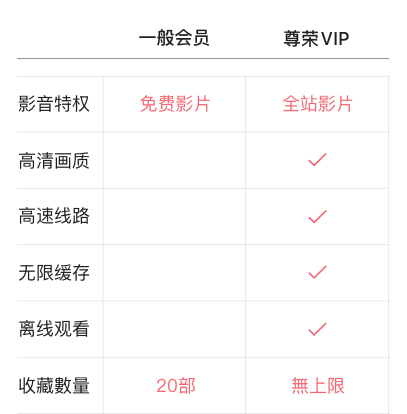 一般会员 尊荣VIP
影音特权 免费影片 全站影片
高清画质
高速线路
无限缓存
离线观看
收藏數量 20部 無上限